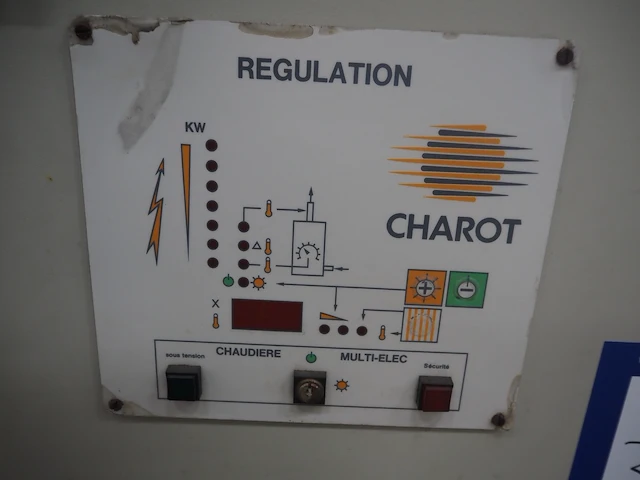 REGULATION
KW
CHAROT
X
sous tension
CHAUDIERE
MULTI-ELEC
Sécurité